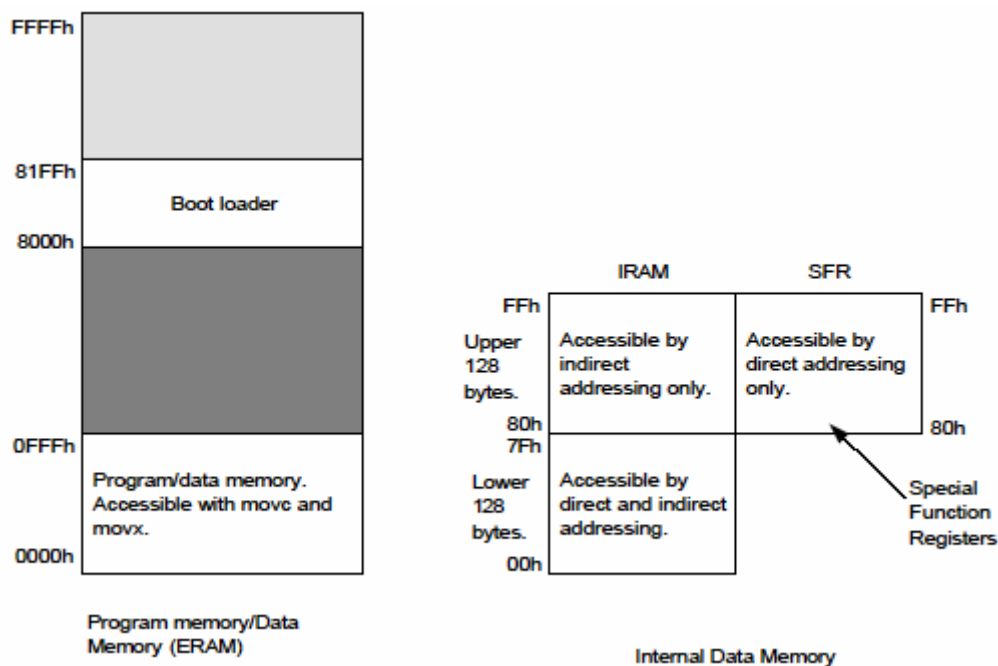 FFFFh
81FFh
Boot loader
8000h
0FFFh
Program/data memory.
Accessible with movc and
movx.
0000h
Program memory/Data
Memory (ERAM)
IRAM
SFR
FFh
FFh
Upper
128
bytes.
Accessible by
indirect
addressing only.
Accessible by
direct addressing
only.
80h
80h
7Fh
Lower
128
bytes.
Accessible by
direct and indirect
addressing.
00h
Special
Function
Registers
Internal Data Memory